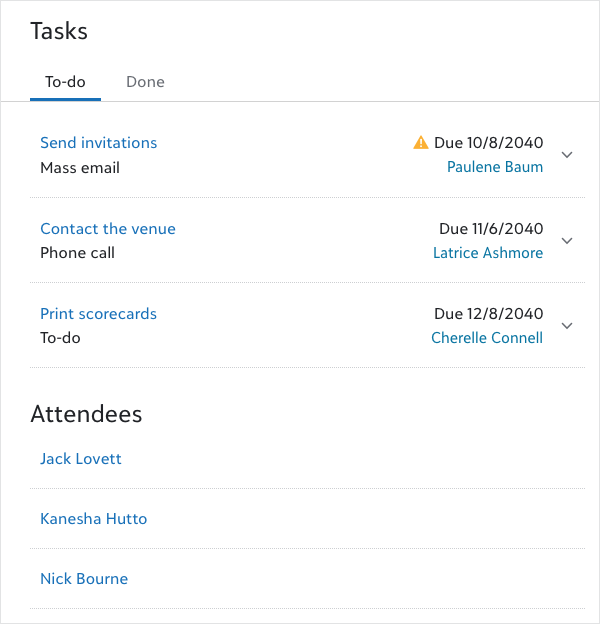 Tasks
To-do Done
Send invitations Due 10/8/2040
Mass email Paulene Baum
Contact the venue Due 11/6/2040
Phone call Latrice Ashmore
Print scorecards Due 12/8/2040
To-do Cherelle Connell
Attendees
Jack Lovett
Kanesha Hutto
Nick Bourne